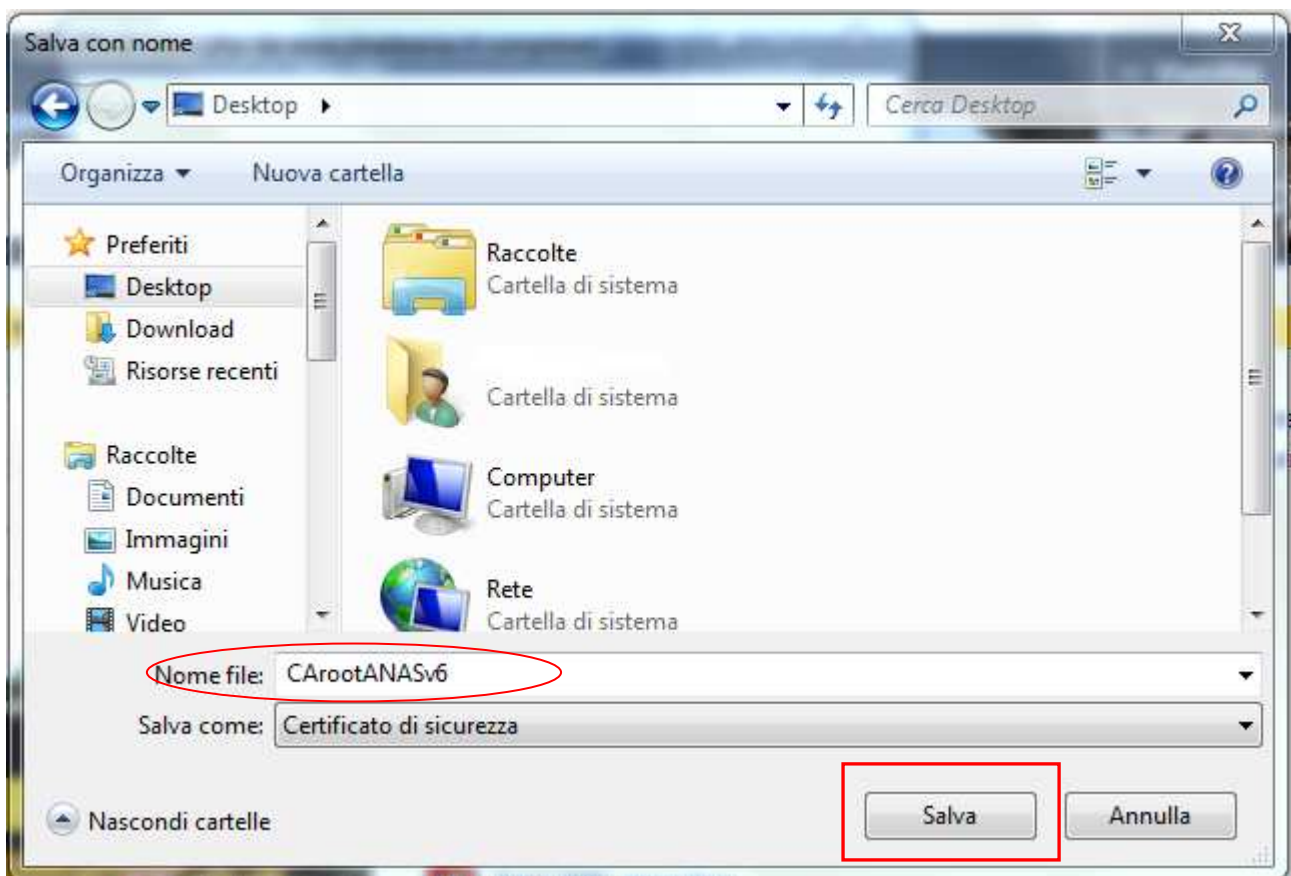 Salva con nome
Desktop
Cerca Desktop
Organizza
Nuova cartella
Preferiti
Desktop
Download
Risorse recenti
Raccolte
Documenti
Immagini
Musica
Video
Raccolte
Cartella di sistema
Cartella di sistema
Computer
Cartella di sistema
Rete
Cartella di sistema
Nome file: CArootANASv6
Salva come: Certificato di sicurezza
Nascondi cartelle
Salva
Annulla